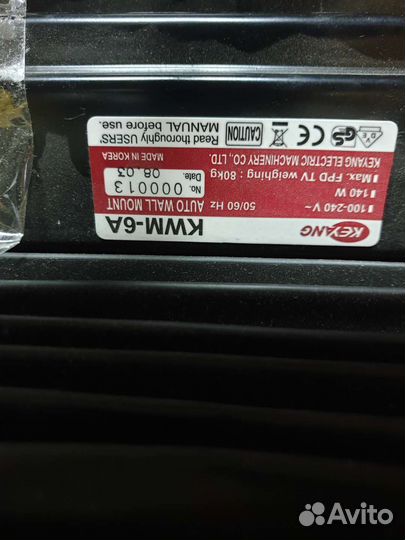 KEYANG
KWM-6A
AUTO WALL MOUNT
■ 100-240 V~ 50/60 Hz
■ 140 W
■ Max. FPD TV weighing : 80kg
No. 000013
Date. 08.03
KEYANG ELECTRIC MACHINERY CO., LTD.
MADE IN KOREA
D V E
CE
CAUTION
Read thoroughly USERS'
MANUAL before use.
Avito